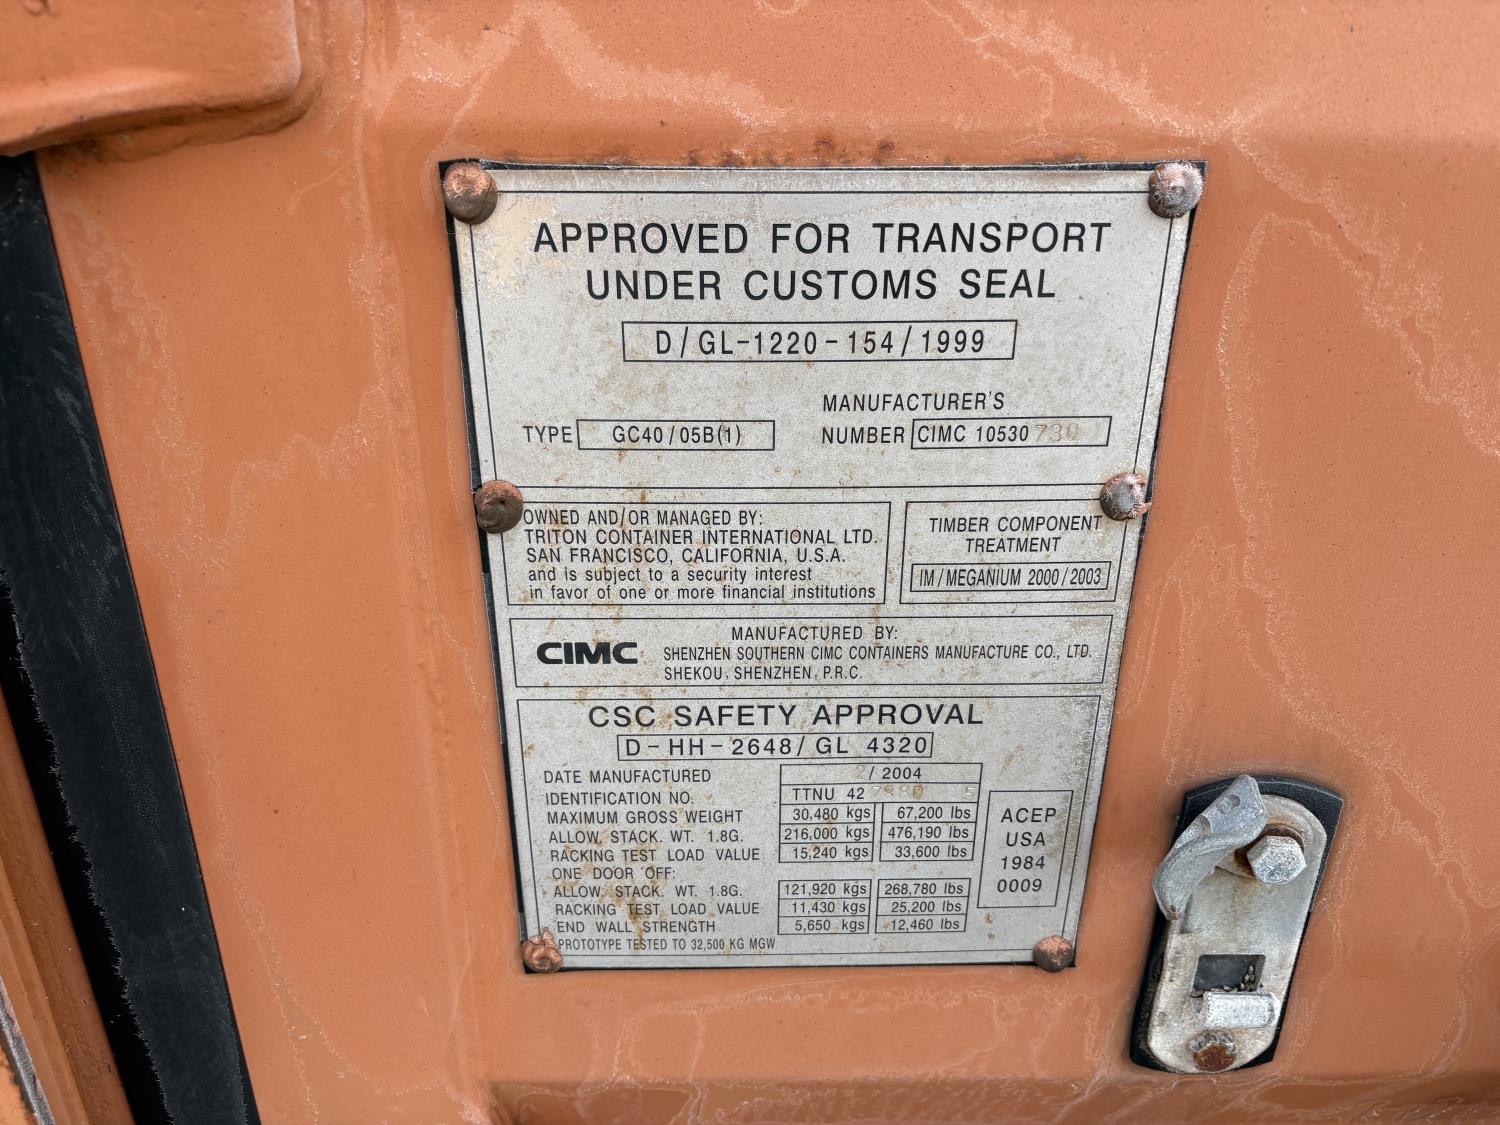 APPROVED FOR TRANSPORT
UNDER CUSTOMS SEAL
D/GL-1220-154/1999
MANUFACTURER'S
TYPE GC40/05B(1) NUMBER CIMC 10530730
OWNED AND/OR MANAGED BY:
TRITON CONTAINER INTERNATIONAL LTD.
SAN FRANCISCO, CALIFORNIA, U.S.A.
and is subject to a security interest
in favor of one or more financial institutions
TIMBER COMPONENT
TREATMENT
IM/MEGANIUM 2000/2003
CIMC
MANUFACTURED BY:
SHENZHEN SOUTHERN CIMC CONTAINERS MANUFACTURE CO., LTD.
SHEKOU, SHENZHEN, P.R.C.
CSC SAFETY APPROVAL
D-HH-2648/GL 4320
DATE MANUFACTURED 2/2004
IDENTIFICATION NO. TTNU 42
MAXIMUM GROSS WEIGHT 30,480 kgs 67,200 lbs
ALLOW. STACK. WT. 1.8G. 216,000 kgs 476,190 lbs
RACKING TEST LOAD VALUE 15,240 kgs 33,600 lbs
ONE DOOR OFF:
ALLOW. STACK. WT. 1.8G. 121,920 kgs 268,780 lbs
RACKING TEST LOAD VALUE 11,430 kgs 25,200 lbs
END WALL STRENGTH 5,650 kgs 12,460 lbs
PROTOTYPE TESTED TO 32,500 KG MGW
ACEP
USA
1984
0009